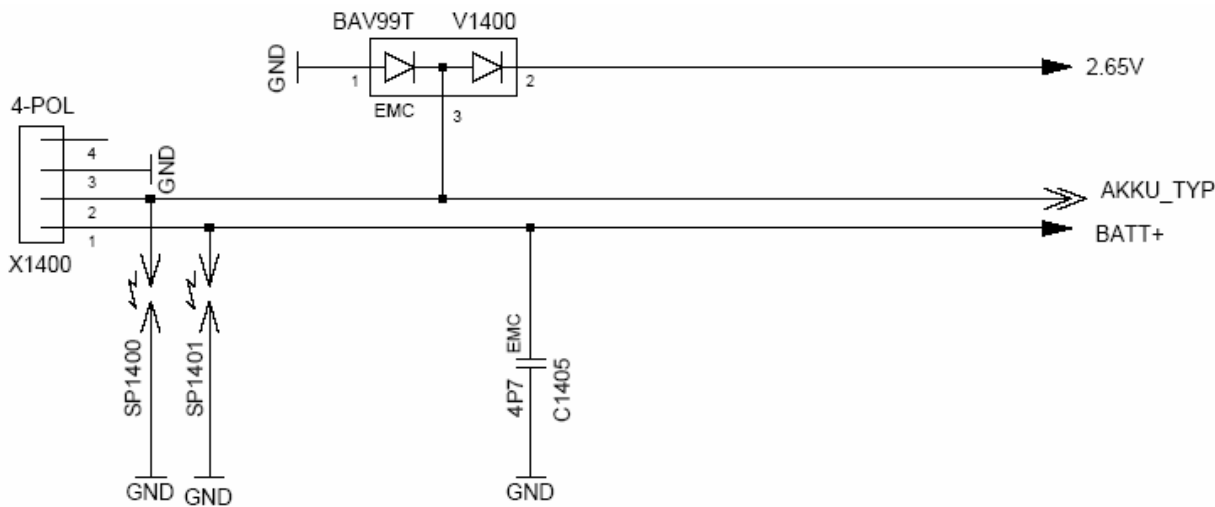 BAV99T V1400
GND
1
2
2.65V
EMC
3
4-POL
4
GND
3
2
AKKU_TYP
1
BATT+
X1400
SP1400
SP1401
EMC
4P7
C1405
GND
GND
GND